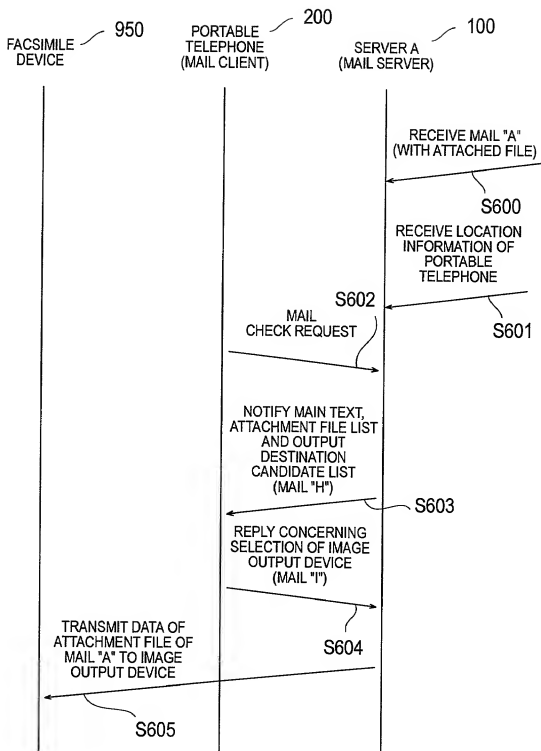 FACSIMILE
DEVICE
950
PORTABLE
TELEPHONE
(MAIL CLIENT)
200
SERVER A
(MAIL SERVER)
100
RECEIVE MAIL "A"
(WITH ATTACHED FILE)
S600
RECEIVE LOCATION
INFORMATION OF
PORTABLE
TELEPHONE
S601
S602
MAIL
CHECK REQUEST
NOTIFY MAIN TEXT,
ATTACHMENT FILE LIST
AND OUTPUT
DESTINATION
CANDIDATE LIST
(MAIL "H")
S603
REPLY CONCERNING
SELECTION OF IMAGE
OUTPUT DEVICE
(MAIL "I")
S604
TRANSMIT DATA OF
ATTACHMENT FILE OF
MAIL "A" TO IMAGE
OUTPUT DEVICE
S605